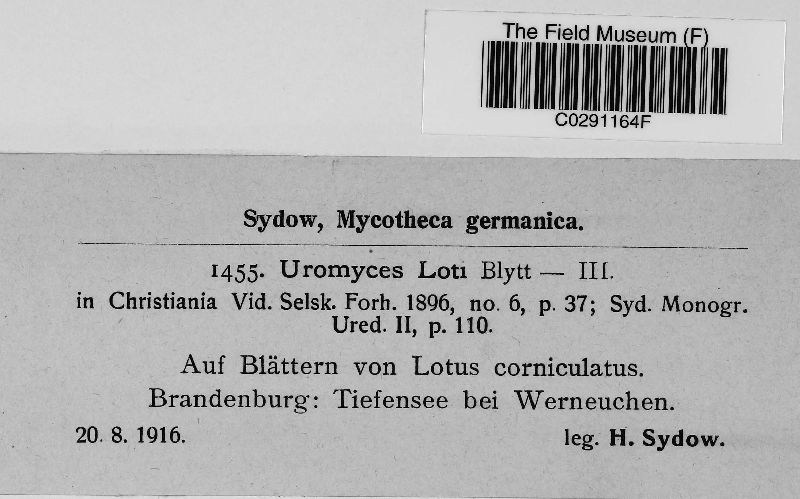 The Field Museum (F)
C0291164F
Sydow, Mycotheca germanica.
1455. Uromyces Loti Blytt — III.
in Christiania Vid. Selsk. Forh. 1896, no. 6, p. 37; Syd. Monogr.
Ured. II, p. 110.
Auf Blättern von Lotus corniculatus.
Brandenburg: Tiefensee bei Werneuchen.
20. 8. 1916. leg. H. Sydow.